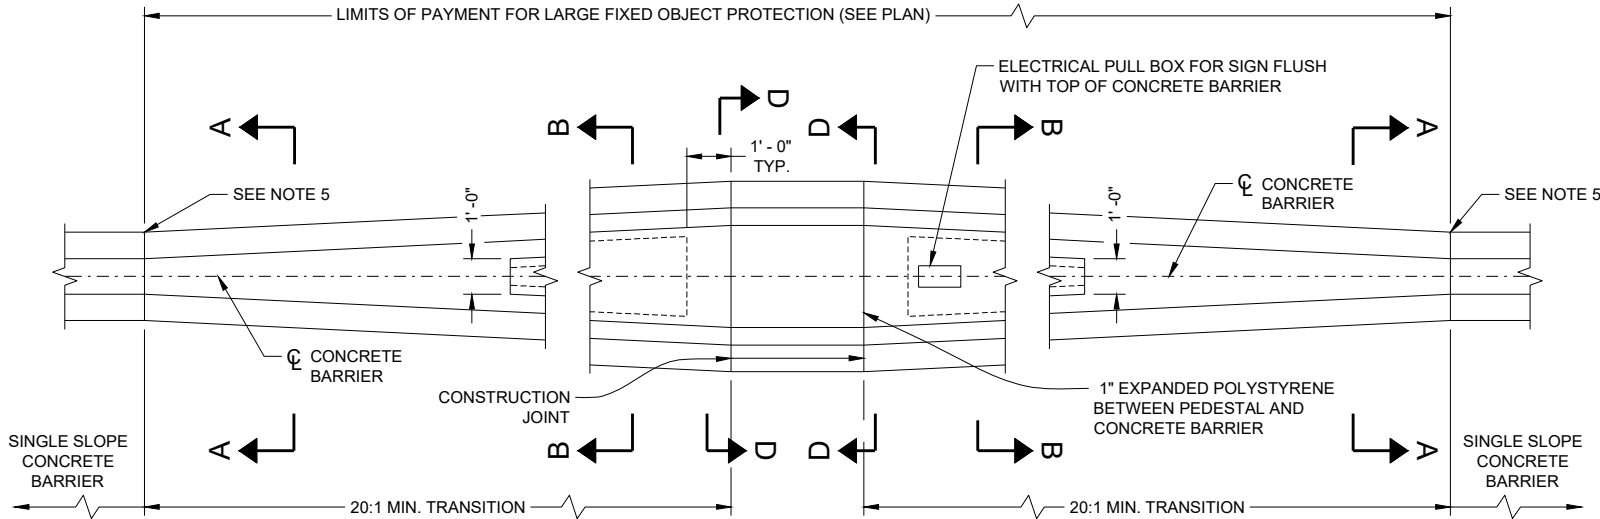 LIMITS OF PAYMENT FOR LARGE FIXED OBJECT PROTECTION (SEE PLAN)
ELECTRICAL PULL BOX FOR SIGN FLUSH
WITH TOP OF CONCRETE BARRIER
A
B
D
D
B
A
1' - 0"
TYP.
SEE NOTE 5
1' -0"
℄ CONCRETE
BARRIER
1' -0"
SEE NOTE 5
℄ CONCRETE
BARRIER
CONSTRUCTION
JOINT
1" EXPANDED POLYSTYRENE
BETWEEN PEDESTAL AND
CONCRETE BARRIER
A
B
D
D
B
A
SINGLE SLOPE
CONCRETE
BARRIER
SINGLE SLOPE
CONCRETE
BARRIER
20:1 MIN. TRANSITION
20:1 MIN. TRANSITION